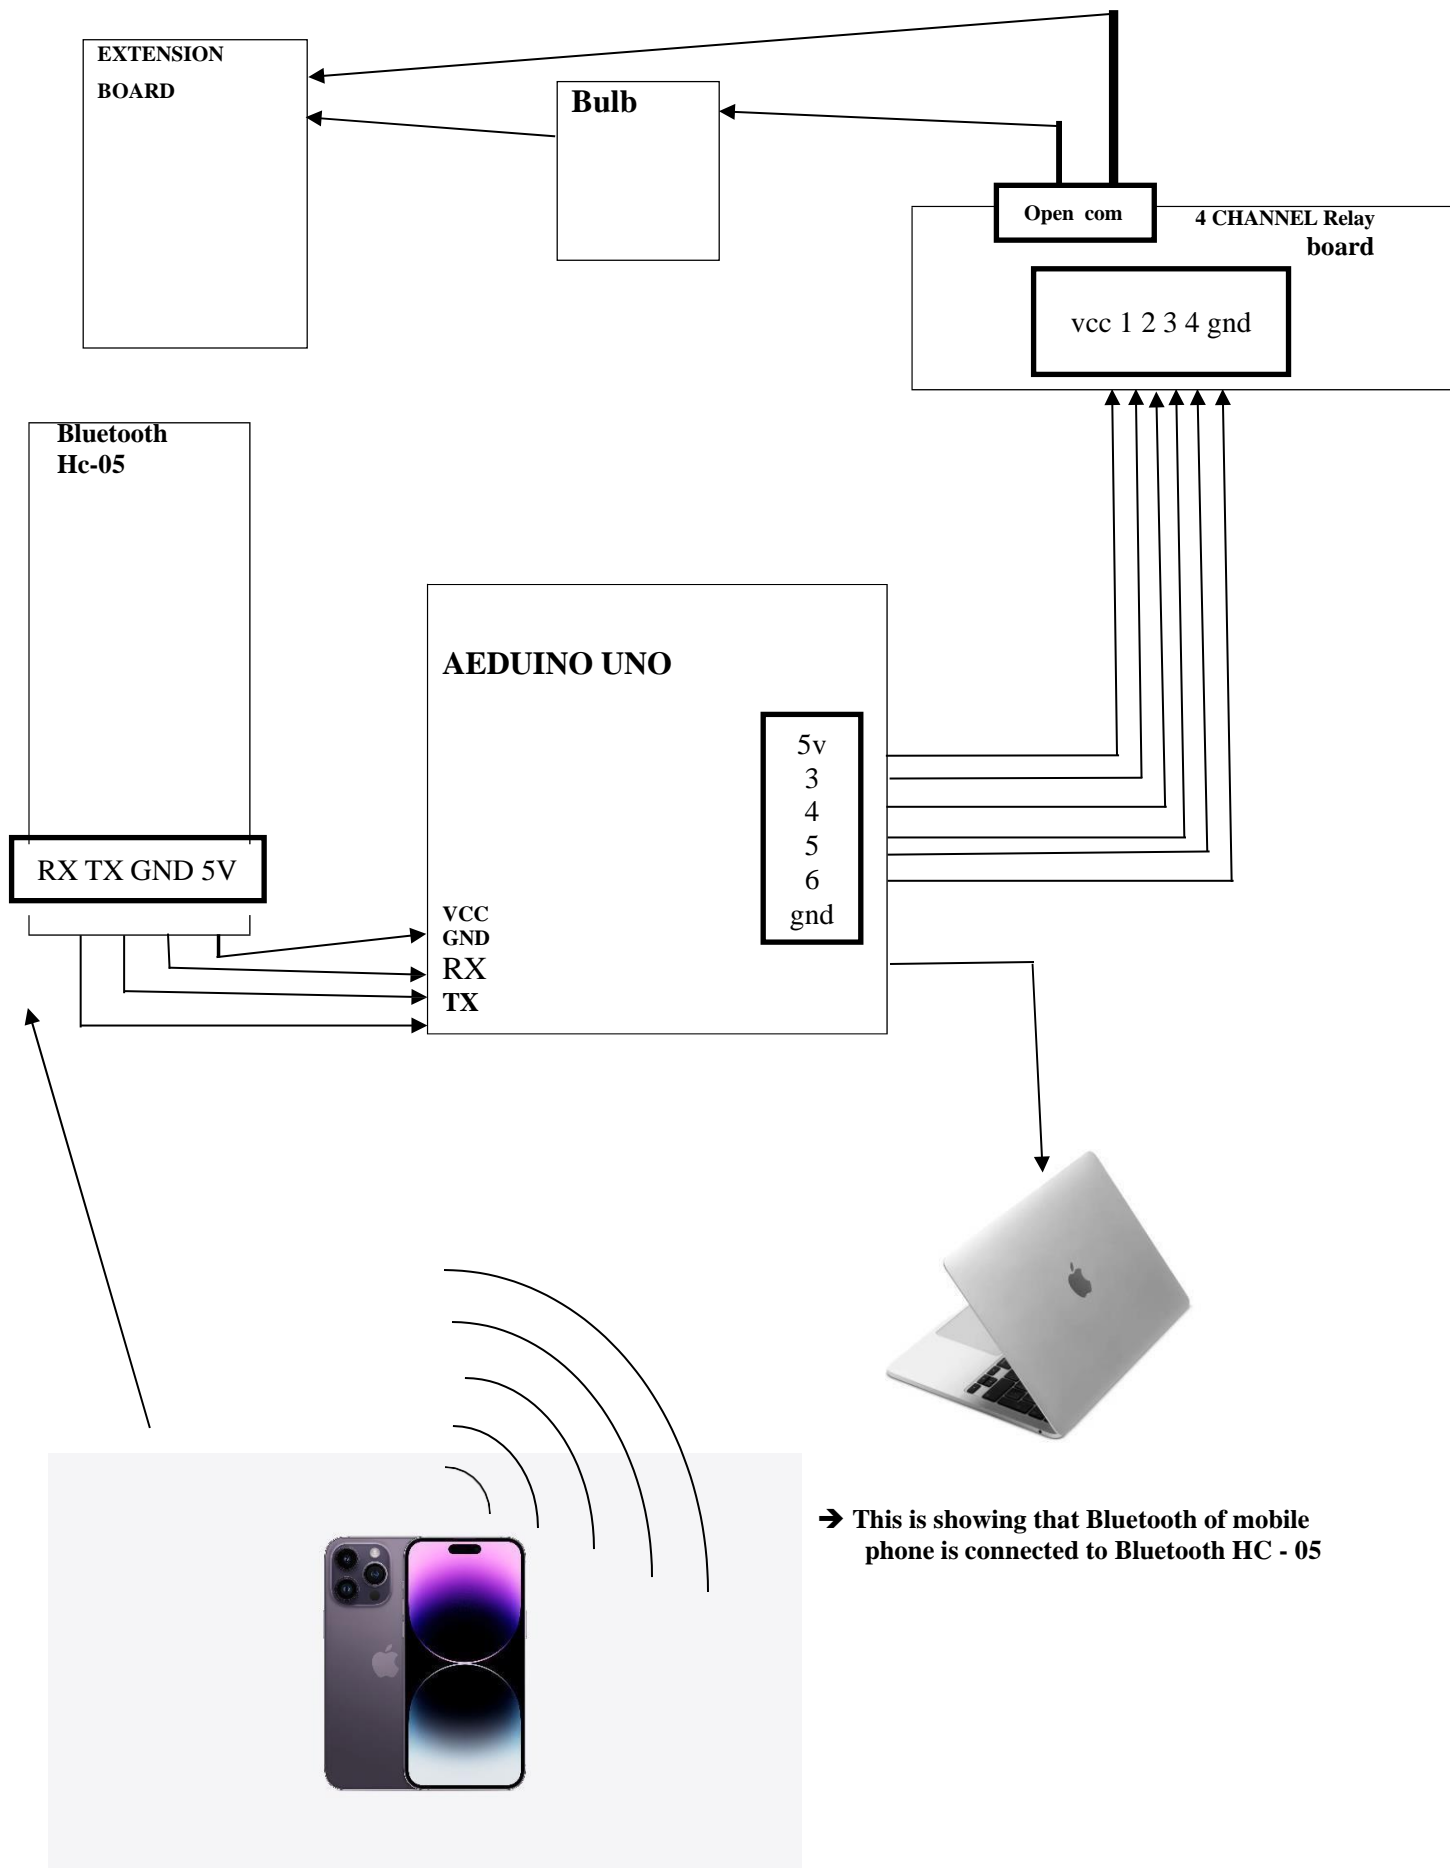 EXTENSION
BOARD
Bulb
Open com
4 CHANNEL Relay
board
vcc 1 2 3 4 gnd
Bluetooth
Hc-05
RX TX GND 5V
AEDUINO UNO
5v
3
4
5
6
gnd
VCC
GND
RX
TX
➔ This is showing that Bluetooth of mobile
phone is connected to Bluetooth HC - 05